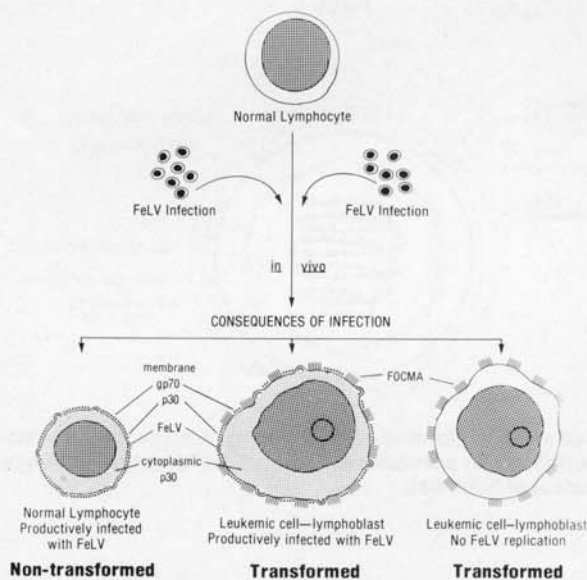 Normal Lymphocyte
FeLV Infection
FeLV Infection
in vivo
CONSEQUENCES OF INFECTION
membrane
gp70
p30
FeLV
cytoplasmic
p30
FOCMA
Normal Lymphocyte
Productively infected
with FeLV
Non-transformed
Leukemic cell—lymphoblast
Productively infected with FeLV
Transformed
Leukemic cell—lymphoblast
No FeLV replication
Transformed